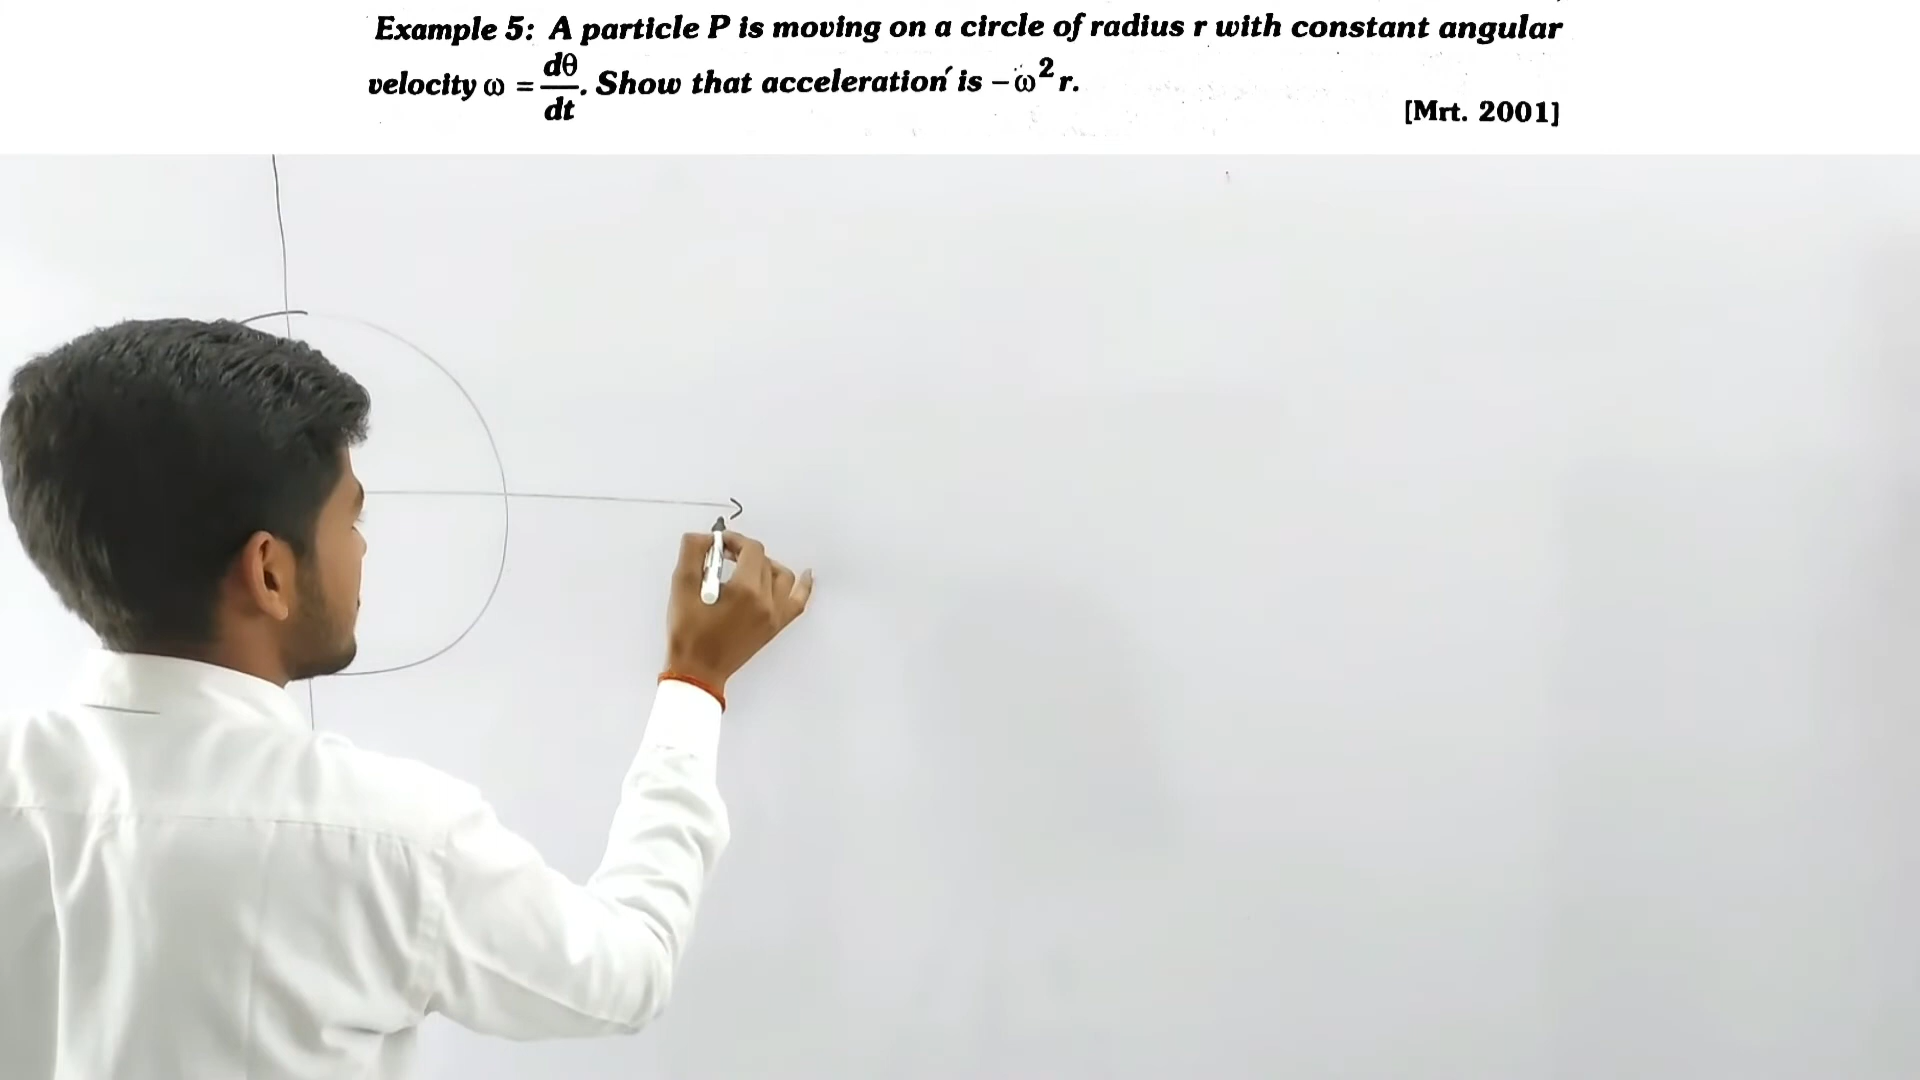 Example 5: A particle P is moving on a circle of radius r with constant angular
velocity ω = dθ/dt. Show that acceleration is – ω² r.
[Mrt. 2001]